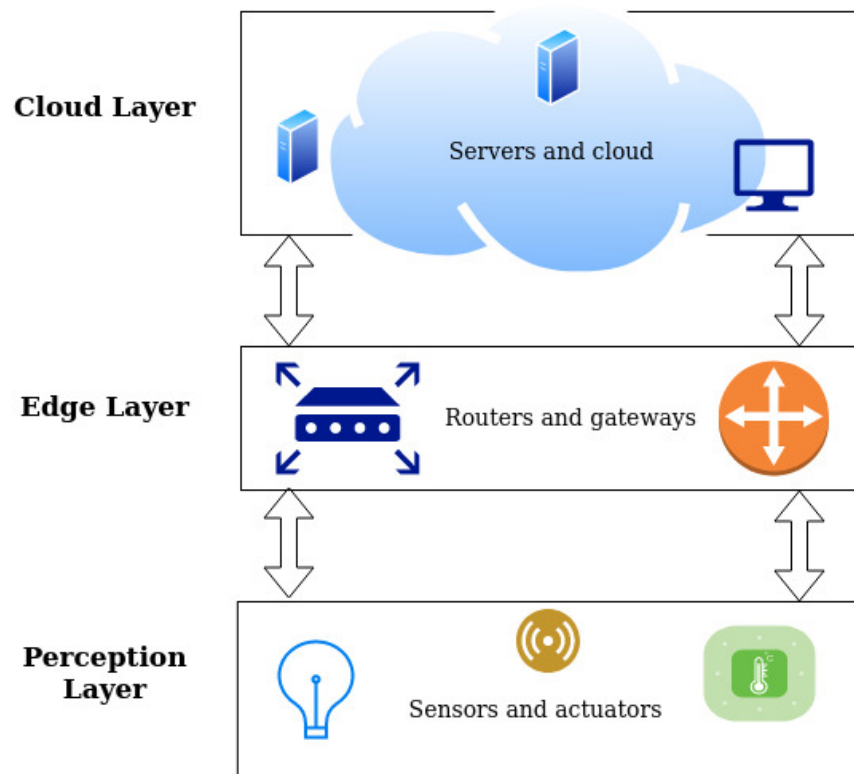 Cloud Layer
Servers and cloud
Edge Layer
Routers and gateways
Perception
Layer
Sensors and actuators
°C